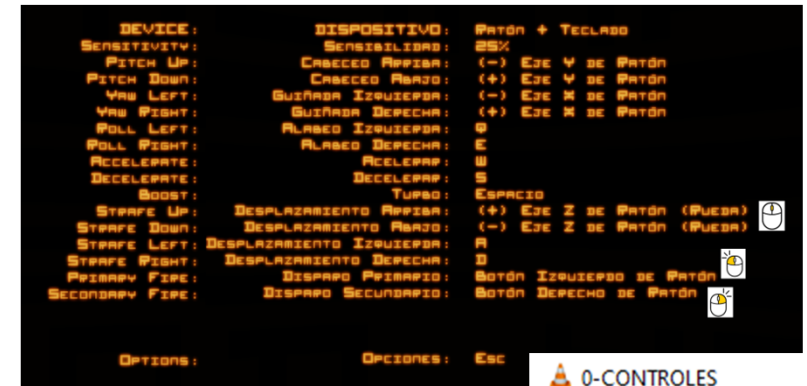 DEVICE: DISPOSITIVO: Ratón + Teclado
Sensitivity: Sensibilidad: 25%
Pitch Up: Cabeceo Arriba: (-) Eje Y de Ratón
Pitch Down: Cabeceo Abajo: (+) Eje Y de Ratón
Yaw Left: Guiñada Izquierda: (-) Eje X de Ratón
Yaw Right: Guiñada Derecha: (+) Eje X de Ratón
Roll Left: Alabeo Izquierda: Q
Roll Right: Alabeo Derecha: E
Accelerate: Acelerar: W
Decelerate: Decelerar: S
Boost: Turbo: Espacio
Strafe Up: Desplazamiento Arriba: (+) Eje Z de Ratón (Rueda)
Strafe Down: Desplazamiento Abajo: (-) Eje Z de Ratón (Rueda)
Strafe Left: Desplazamiento Izquierda: A
Strafe Right: Desplazamiento Derecha: D
Primary Fire: Disparo Primario: Botón Izquierdo de Ratón
Secondary Fire: Disparo Secundario: Botón Derecho de Ratón
Options: Opciones: Esc
0-CONTROLES